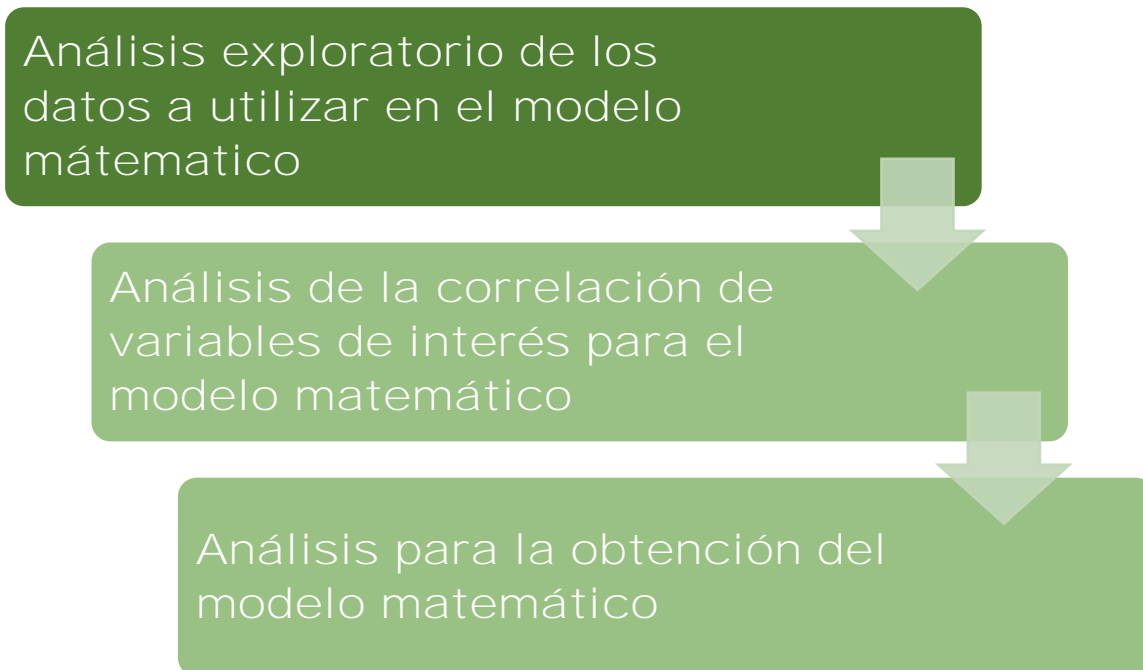 Análisis exploratorio de los
datos a utilizar en el modelo
mátematico
Análisis de la correlación de
variables de interés para el
modelo matemático
Análisis para la obtención del
modelo matemático